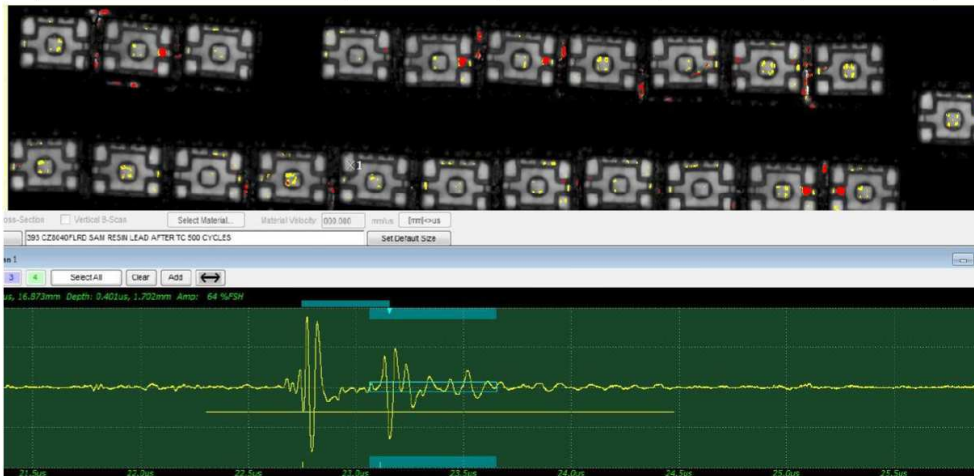 1
oss-Section Vertical B-Scan Select Material... Material Velocity 000.000 mm/us [mm]<>us
393 CZ8040FLRD SAM RESIN LEAD AFTER TC 500 CYCLES Set Default Size
an 1
3 4 Select All Clear Add
us, 16.873mm Depth: 0.401us, 1.702mm Amp: 64 %FSH
21.5us 22.0us 22.5us 23.0us 23.5us 24.0us 24.5us 25.0us 25.5us